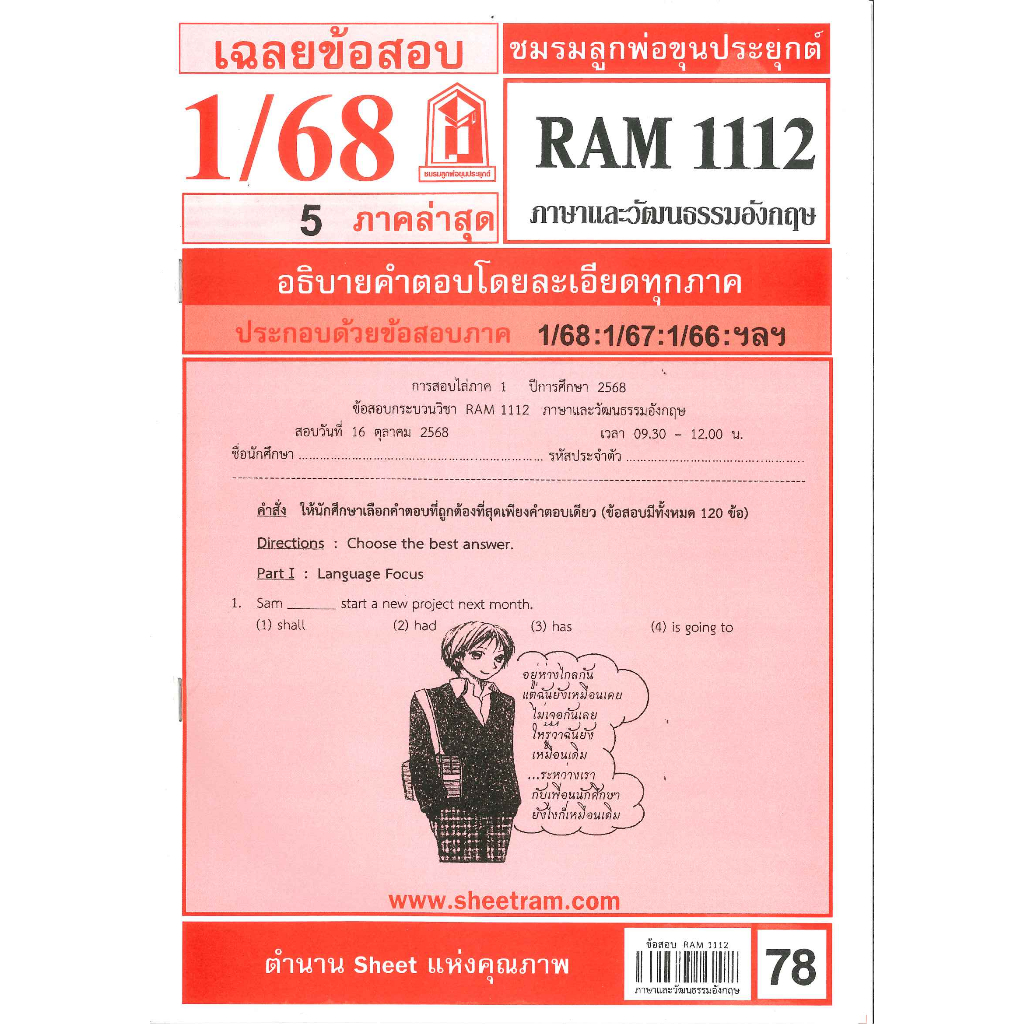 เฉลยข้อสอบ
ชมรมลูกพ่อขุนประยุกต์
1/68
ชมรมลูกพ่อขุนประยุกต์
RAM 1112
5 ภาคล่าสุด
ภาษาและวัฒนธรรมอังกฤษ
อธิบายคำตอบโดยละเอียดทุกภาค
ประกอบด้วยข้อสอบภาค 1/68:1/67:1/66:ฯลฯ
การสอบไล่ภาค 1 ปีการศึกษา 2568
ข้อสอบกระบวนวิชา RAM 1112 ภาษาและวัฒนธรรมอังกฤษ
สอบวันที่ 16 ตุลาคม 2568 เวลา 09.30 – 12.00 น.
ชื่อนักศึกษา ........................ รหัสประจำตัว ........................
คำสั่ง ให้นักศึกษาเลือกคำตอบที่ถูกต้องที่สุดเพียงคำตอบเดียว (ข้อสอบมีทั้งหมด 120 ข้อ)
Directions : Choose the best answer.
Part I : Language Focus
1. Sam ______ start a new project next month.
(1) shall (2) had (3) has (4) is going to
อยู่ห่างไกลกัน
แต่ฉันยังเหมือนเคย
ไม่เจอกันเลย
ให้รู้ว่าฉันยัง
เหมือนเดิม
...ระหว่างเรา
กับเพื่อนนักศึกษา
ยังไงก็เหมือนเดิม
www.sheetram.com
ตำนาน Sheet แห่งคุณภาพ
ข้อสอบ RAM 1112
ภาษาและวัฒนธรรมอังกฤษ
78